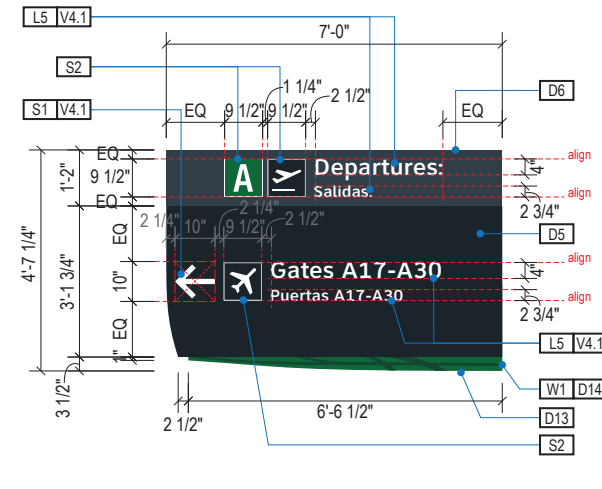 L5 V4.1
7'-0"
S2
1 1/4"
S1 V4.1
EQ 9 1/2" 9 1/2" 2 1/2" EQ
D6
EQ
1'-2" 9 1/2"
EQ
A Departures:
Salidas:
4" align
align
2 3/4"
2 1/4" 10" 2 1/4" 9 1/2" 2 1/2"
D5
4'-7 1/4"
3'-1 3/4"
EQ
10"
EQ
Gates A17-A30
Puertas A17-A30
4" align
align
2 3/4"
L5 V4.1
1"
3 1/2"
W1 D14
2 1/2" 6'-6 1/2"
D13
S2